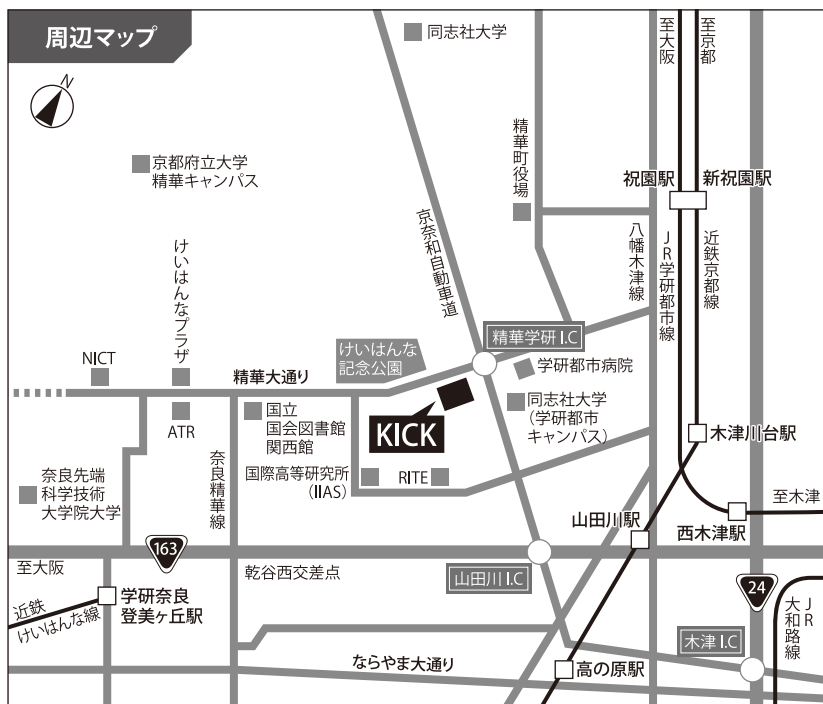 周辺マップ
N
同志社大学
至大阪
至京都
京都府立大学
精華キャンパス
精華町役場
祝園駅
新祝園駅
けいはんなプラザ
京奈和自動車道
八幡木津線
JR学研都市線
近鉄京都線
精華学研 I.C
けいはんな
記念公園
学研都市病院
NICT
精華大通り
ATR
国立
国会図書館
関西館
KICK
同志社大学
(学研都市
キャンパス)
木津川台駅
奈良先端
科学技術
大学院大学
奈良精華線
国際高等研究所
(IIAS)
RITE
至木津
山田川駅
西木津駅
163
至大阪
乾谷西交差点
山田川 I.C
24
学研奈良
登美ヶ丘駅
近鉄
けいはんな線
JR
大和路線
木津 I.C
ならやま大通り
高の原駅